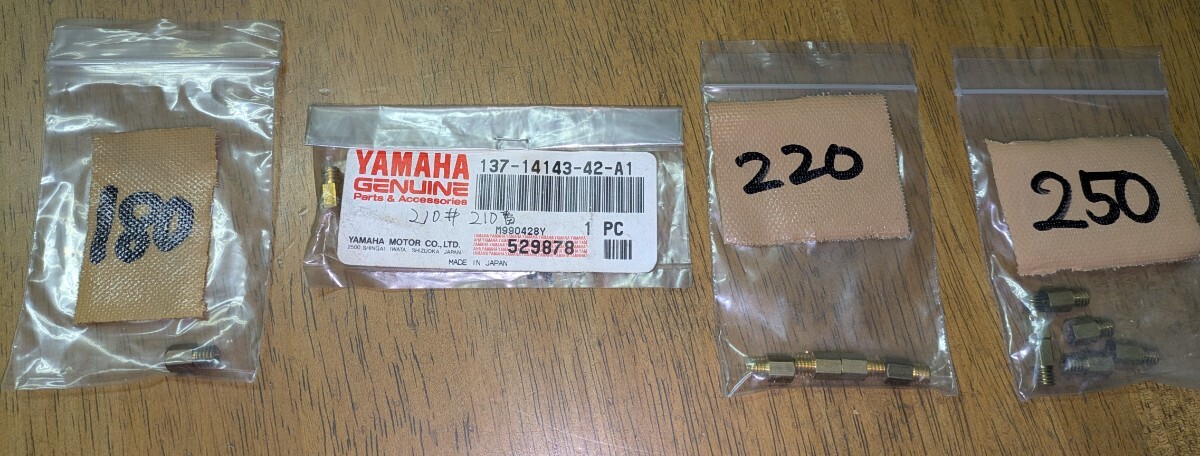 180
YAMAHA
GENUINE
Parts & Accessories
137-14143-42-A1
210# 210番
M990428Y
1 PC
YAMAHA MOTOR CO., LTD.
2500 SHINGAI IWATA SHIZUOKA JAPAN
529878
MADE IN JAPAN
220
250